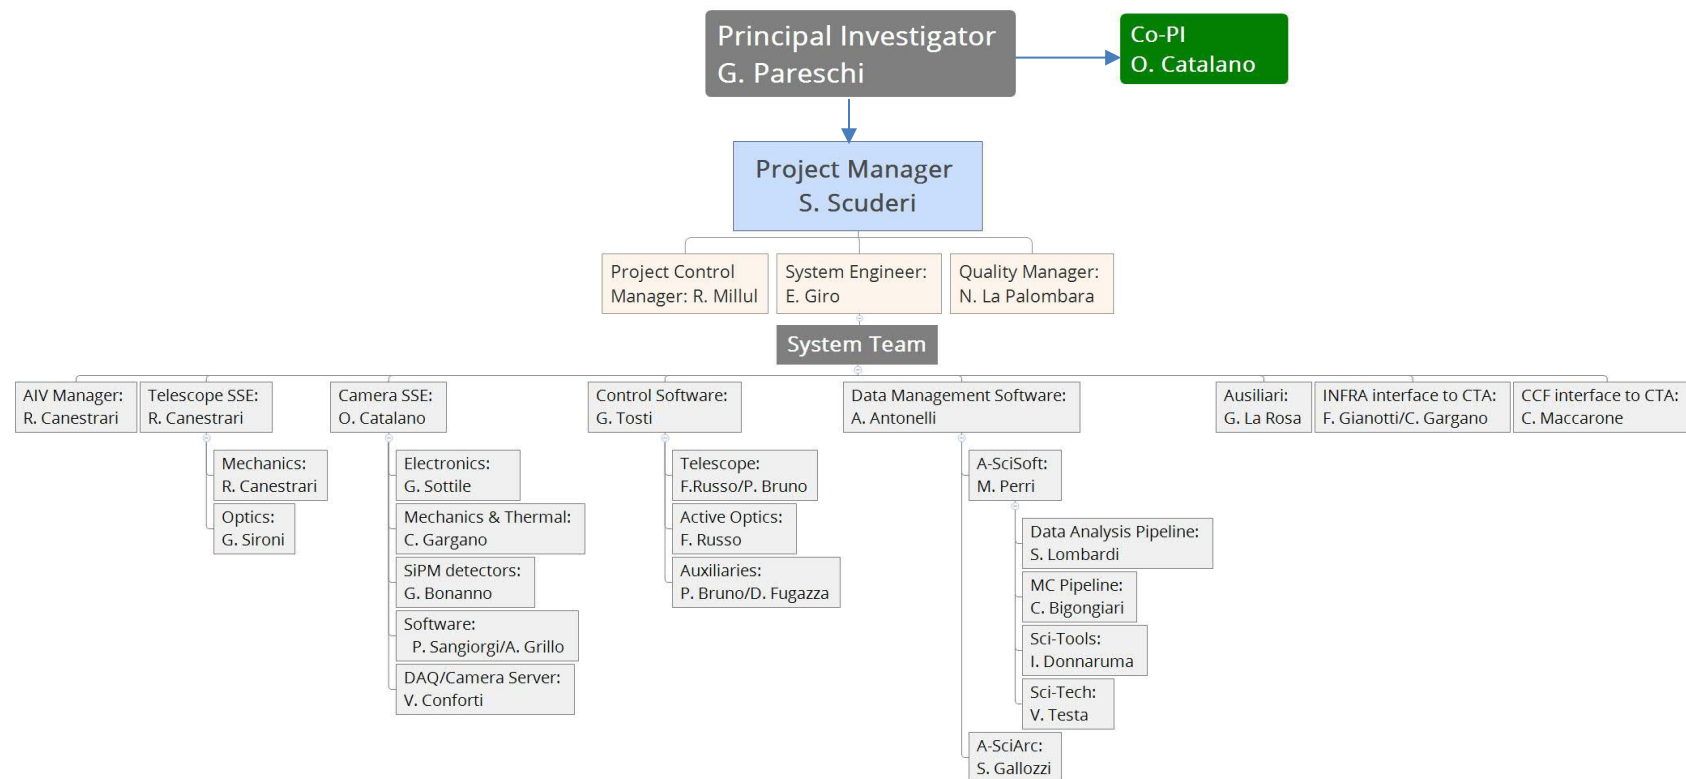 Principal Investigator
G. Pareschi
Co-PI
O. Catalano
Project Manager
S. Scuderi
Project Control
Manager: R. Millul
System Engineer:
E. Giro
Quality Manager:
N. La Palombara
System Team
AIV Manager:
R. Canestrari
Telescope SSE:
R. Canestrari
Mechanics:
R. Canestrari
Optics:
G. Sironi
Camera SSE:
O. Catalano
Electronics:
G. Sottile
Mechanics & Thermal:
C. Gargano
SiPM detectors:
G. Bonanno
Software:
P. Sangiorgi/A. Grillo
DAQ/Camera Server:
V. Conforti
Control Software:
G. Tosti
Telescope:
F.Russo/P. Bruno
Active Optics:
F. Russo
Auxiliaries:
P. Bruno/D. Fugazza
Data Management Software:
A. Antonelli
A-SciSoft:
M. Perri
Data Analysis Pipeline:
S. Lombardi
MC Pipeline:
C. Bigongiari
Sci-Tools:
I. Donnaruma
Sci-Tech:
V. Testa
A-SciArc:
S. Gallozzi
Ausiliari:
G. La Rosa
INFRA interface to CTA:
F. Gianotti/C. Gargano
CCF interface to CTA:
C. Maccarone